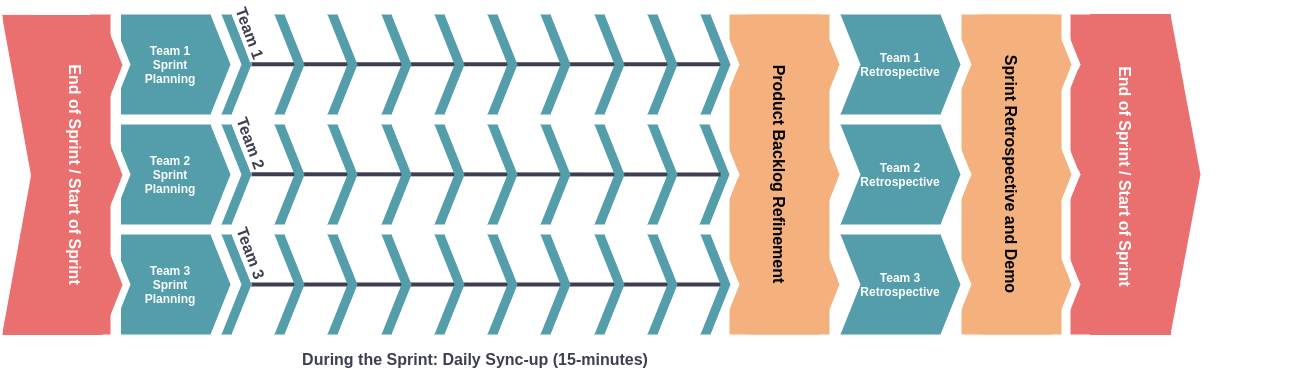 End of Sprint / Start of Sprint
Team 1
Sprint
Planning
Team 1
Team 2
Sprint
Planning
Team 2
Team 3
Sprint
Planning
Team 3
Product Backlog Refinement
Team 1
Retrospective
Team 2
Retrospective
Team 3
Retrospective
Sprint Retrospective and Demo
End of Sprint / Start of Sprint
During the Sprint: Daily Sync-up (15-minutes)